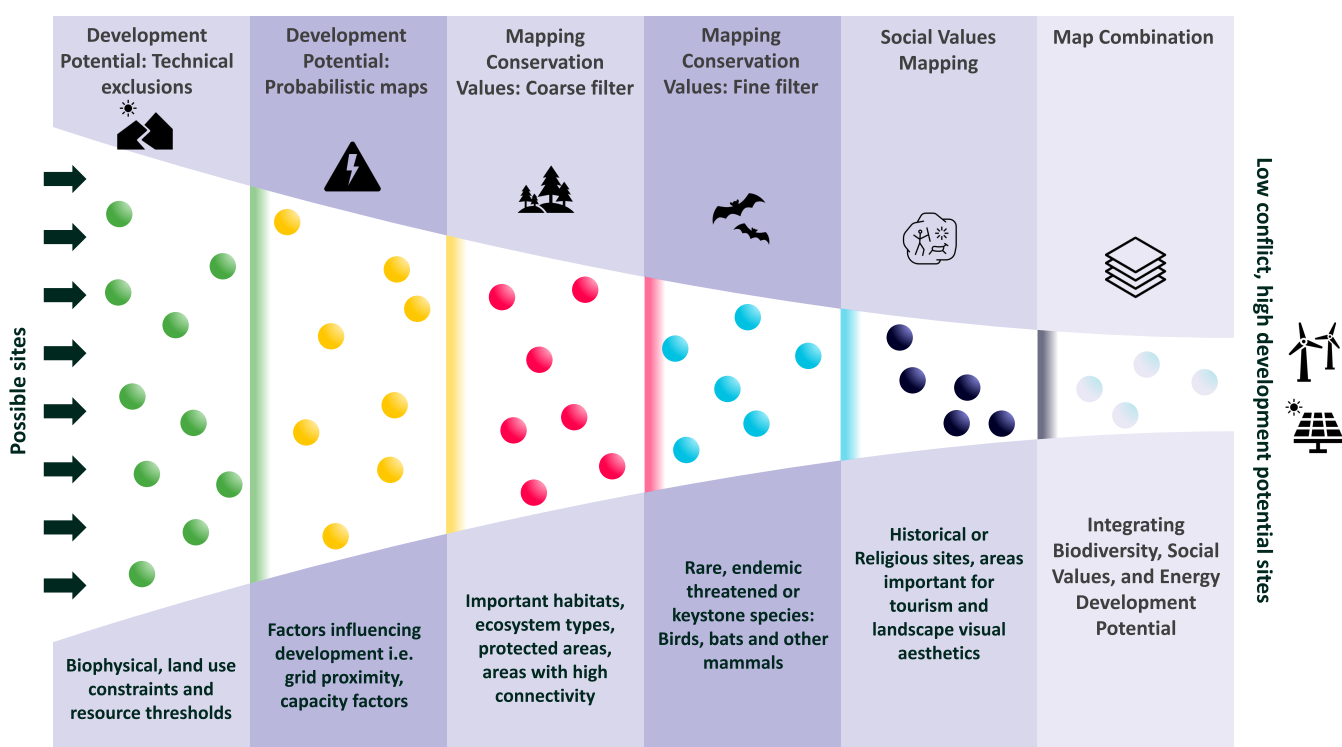 Development
Potential: Technical
exclusions
Development
Potential:
Probabilistic maps
Mapping
Conservation
Values: Coarse filter
Mapping
Conservation
Values: Fine filter
Social Values
Mapping
Map Combination
Possible sites
Low conflict, high development potential sites
Biophysical, land use
constraints and
resource thresholds
Factors influencing
development i.e.
grid proximity,
capacity factors
Important habitats,
ecosystem types,
protected areas,
areas with high
connectivity
Rare, endemic
threatened or
keystone species:
Birds, bats and other
mammals
Historical or
Religious sites, areas
important for
tourism and
landscape visual
aesthetics
Integrating
Biodiversity, Social
Values, and Energy
Development
Potential